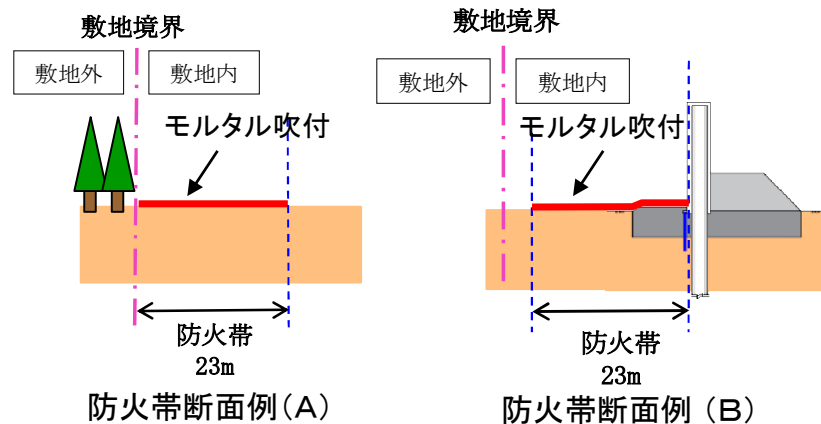 敷地境界
敷地外
敷地内
モルタル吹付
防火帯
23m
防火帯断面例(A)
敷地境界
敷地外
敷地内
モルタル吹付
防火帯
23m
防火帯断面例(B)